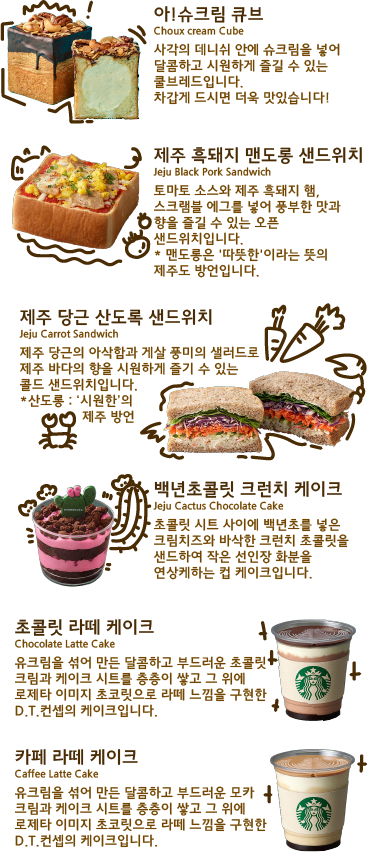 아!슈크림 큐브
Choux cream Cube
사각의 데니쉬 안에 슈크림을 넣어
달콤하고 시원하게 즐길 수 있는
쿨브레드입니다.
차갑게 드시면 더욱 맛있습니다!
제주 흑돼지 맨도롱 샌드위치
Jeju Black Pork Sandwich
토마토 소스와 제주 흑돼지 햄,
스크램블 에그를 넣어 풍부한 맛과
향을 즐길 수 있는 오픈
샌드위치입니다.
* 맨도롱은 '따뜻한'이라는 뜻의
제주도 방언입니다.
제주 당근 산도록 샌드위치
Jeju Carrot Sandwich
제주 당근의 아삭함과 게살 풍미의 샐러드로
제주 바다의 향을 시원하게 즐기 수 있는
콜드 샌드위치입니다.
*산도롱 : '시원한'의
제주 방언
백년초콜릿 크런치 케이크
Jeju Cactus Chocolate Cake
초콜릿 시트 사이에 백년초를 넣은
크림치즈와 바삭한 크런치 초콜릿을
샌드하여 작은 선인장 화분을
연상케하는 컵 케이크입니다.
초콜릿 라떼 케이크
Chocolate Latte Cake
유크림을 섞어 만든 달콤하고 부드러운 초콜릿
크림과 케이크 시트를 층층이 쌓고 그 위에
로제타 이미지 초코릿으로 라떼 느낌을 구현한
D.T.컨셉의 케이크입니다.
카페 라떼 케이크
Caffee Latte Cake
유크림을 섞어 만든 달콤하고 부드러운 모카
크림과 케이크 시트를 층층이 쌓고 그 위에
로제타 이미지 초코릿으로 라떼 느낌을 구현한
D.T.컨셉의 케이크입니다.